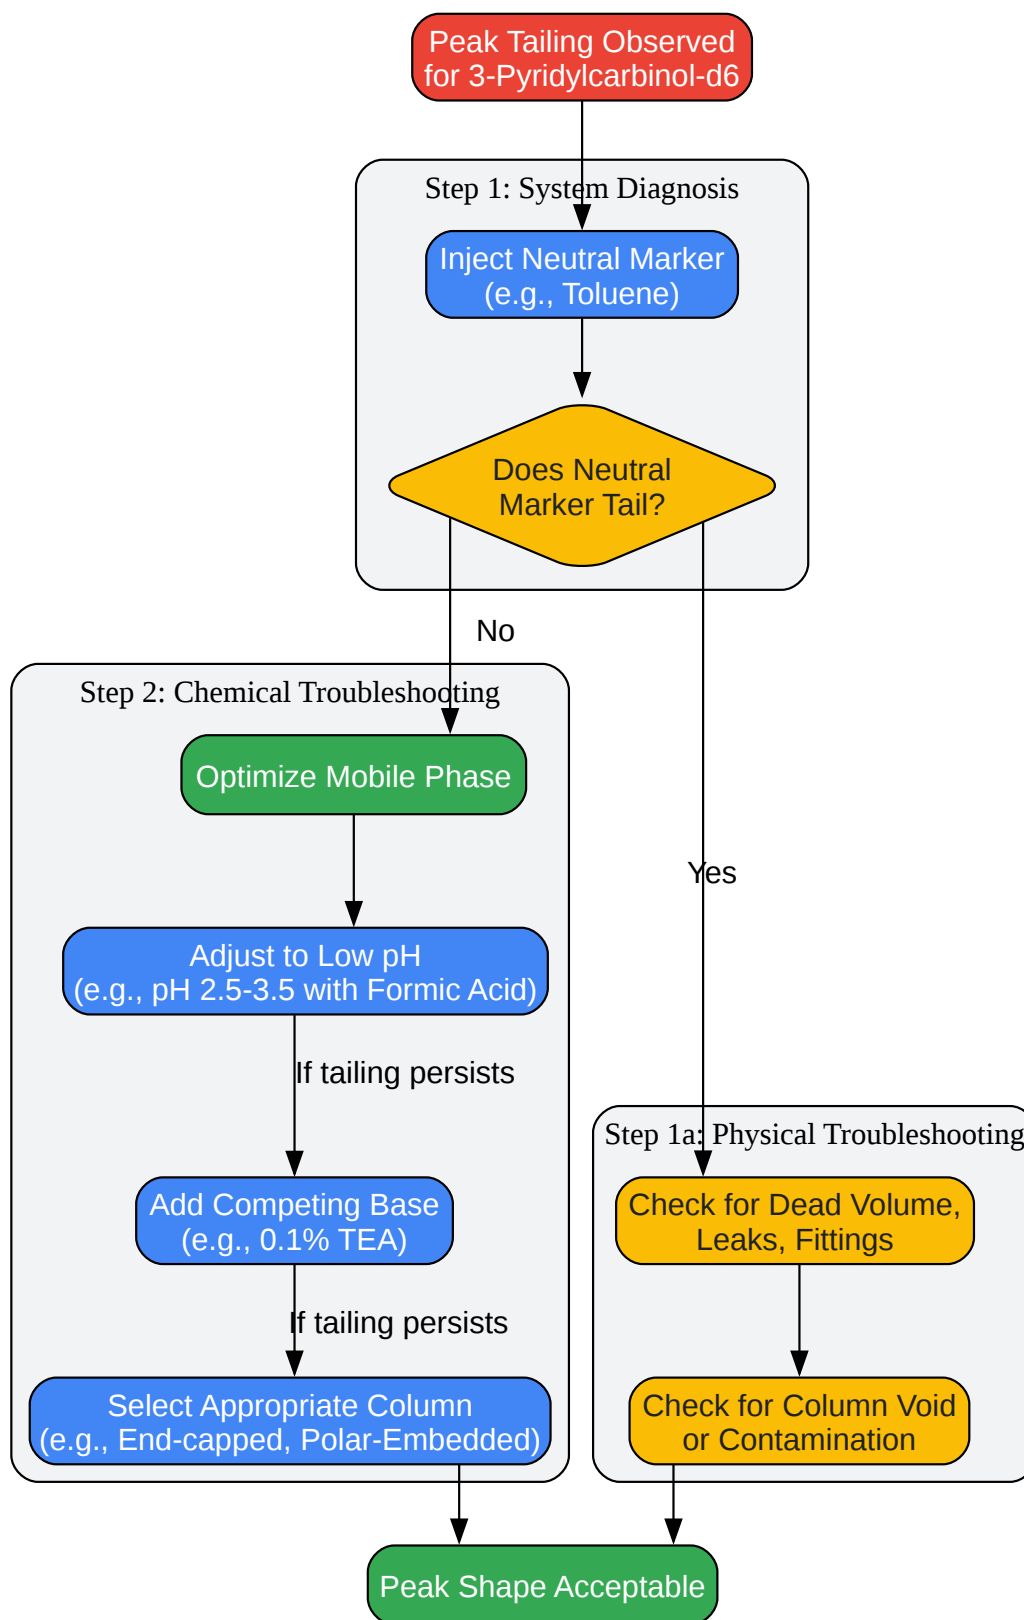 Peak Tailing Observed
for 3-Pyridylcarbinol-d6
Step 1: System Diagnosis
Inject Neutral Marker
(e.g., Toluene)
Does Neutral
Marker Tail?
No
Step 2: Chemical Troubleshooting
Optimize Mobile Phase
Yes
Adjust to Low pH
(e.g., pH 2.5-3.5 with Formic Acid)
If tailing persists
Step 1a: Physical Troubleshooting
Add Competing Base
(e.g., 0.1% TEA)
Check for Dead Volume,
Leaks, Fittings
If tailing persists
Select Appropriate Column
(e.g., End-capped, Polar-Embedded)
Check for Column Void
or Contamination
Peak Shape Acceptable